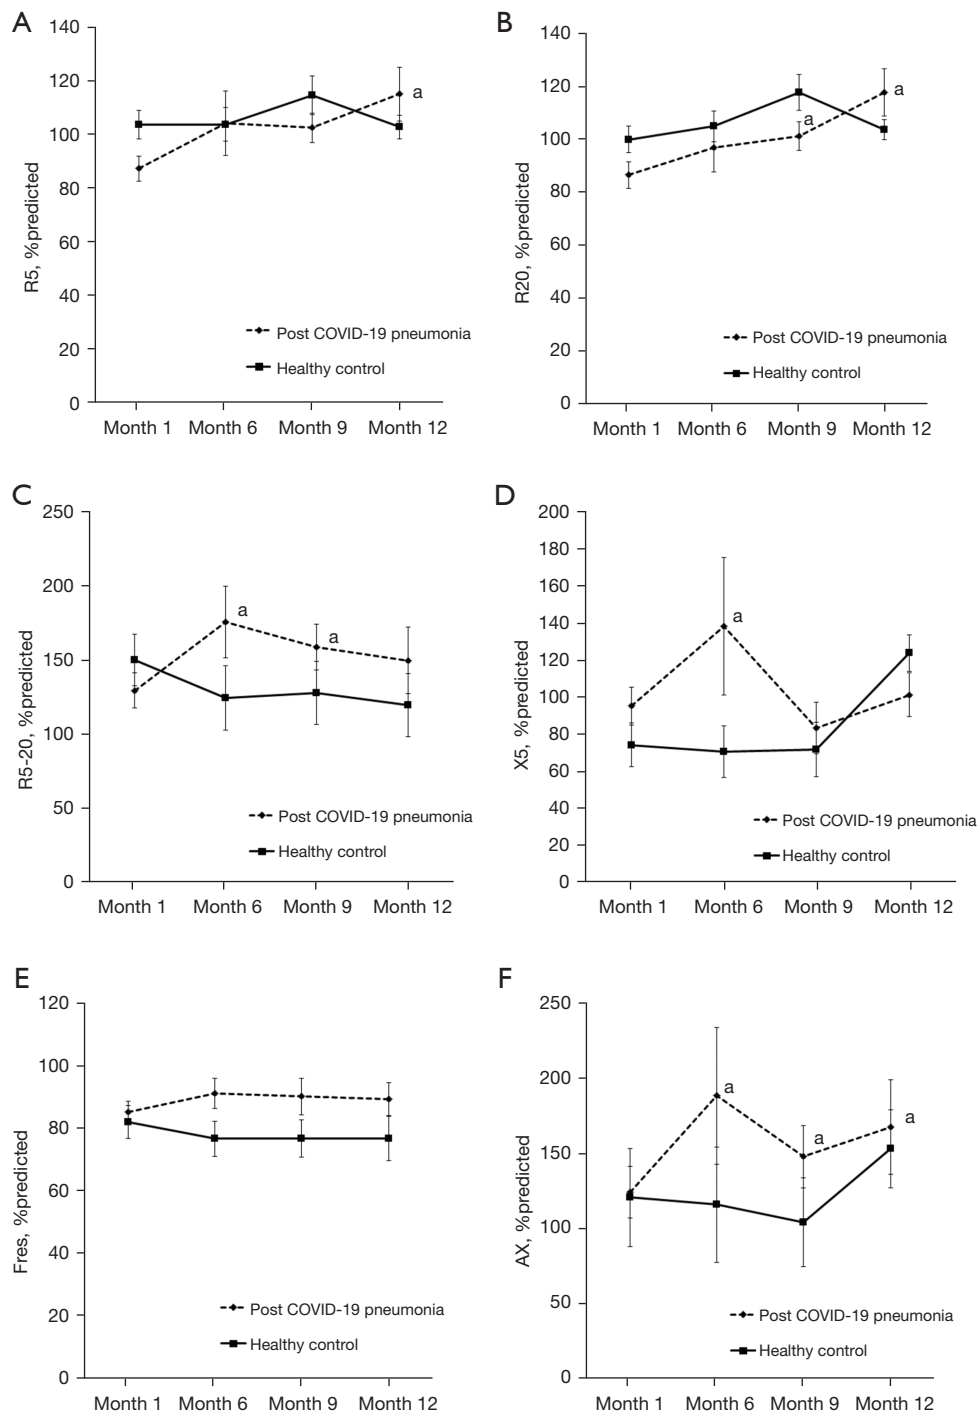 A
140
120
100
80
60
40
20
0
R5, %predicted
a
Post COVID-19 pneumonia
Healthy control
Month 1 Month 6 Month 9 Month 12
B
140
120
100
80
60
40
20
0
R20, %predicted
a
a
Post COVID-19 pneumonia
Healthy control
Month 1 Month 6 Month 9 Month 12
C
250
200
150
100
50
0
R5-20, %predicted
a
a
Post COVID-19 pneumonia
Healthy control
Month 1 Month 6 Month 9 Month 12
D
200
180
160
140
120
100
80
60
40
20
0
X5, %predicted
a
Post COVID-19 pneumonia
Healthy control
Month 1 Month 6 Month 9 Month 12
E
120
100
80
60
40
20
0
Fres, %predicted
Post COVID-19 pneumonia
Healthy control
Month 1 Month 6 Month 9 Month 12
F
250
200
150
100
50
0
AX, %predicted
a
a
a
Post COVID-19 pneumonia
Healthy control
Month 1 Month 6 Month 9 Month 12